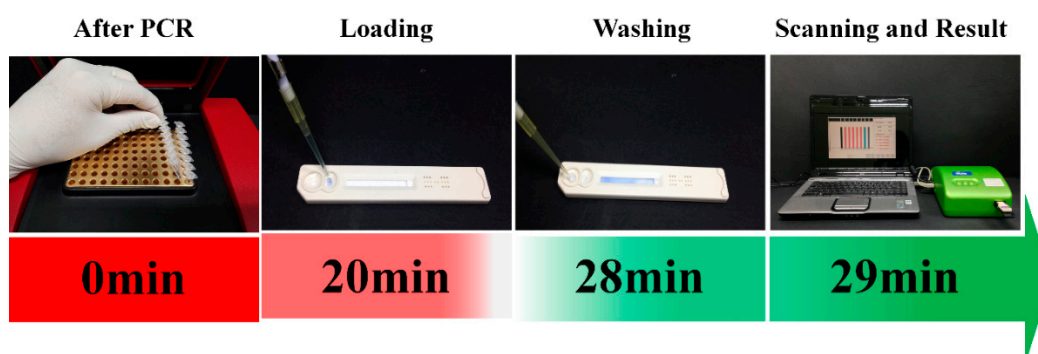 After PCR
Loading
Washing
Scanning and Result
0min
20min
28min
29min